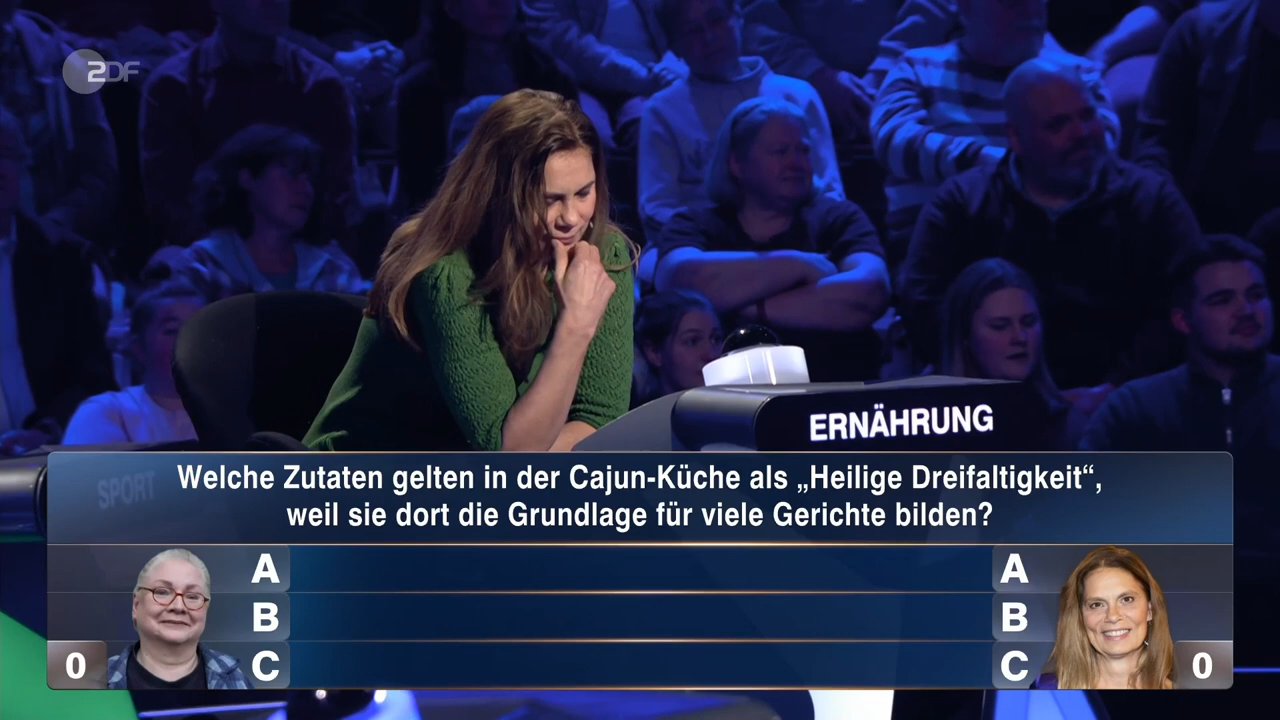 ZDF
ERNÄHRUNG
SPORT
Welche Zutaten gelten in der Cajun-Küche als „Heilige Dreifaltigkeit“,
weil sie dort die Grundlage für viele Gerichte bilden?
A A
B B
0 C C 0